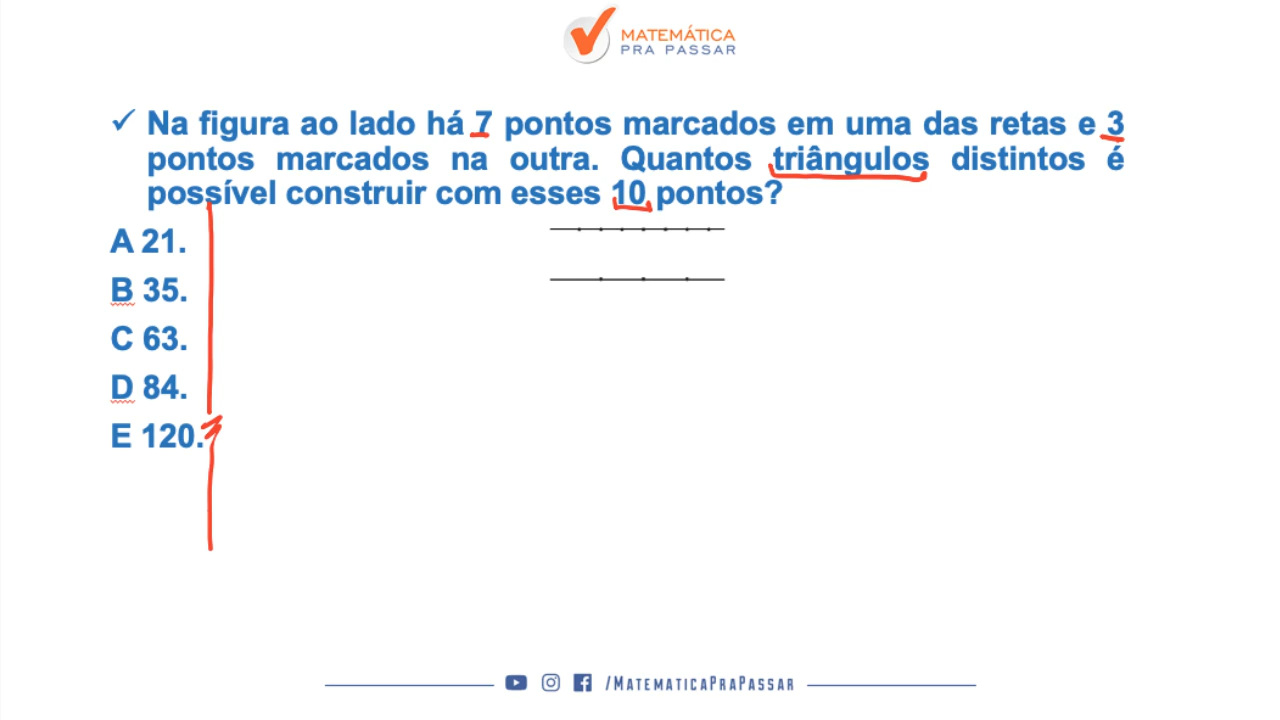 MATEMÁTICA
PRA PASSAR
✓ Na figura ao lado há 7 pontos marcados em uma das retas e 3
pontos marcados na outra. Quantos triângulos distintos é
possível construir com esses 10 pontos?
A 21.
B 35.
C 63.
D 84.
E 120.
/MATEMATICAPRAPASSAR